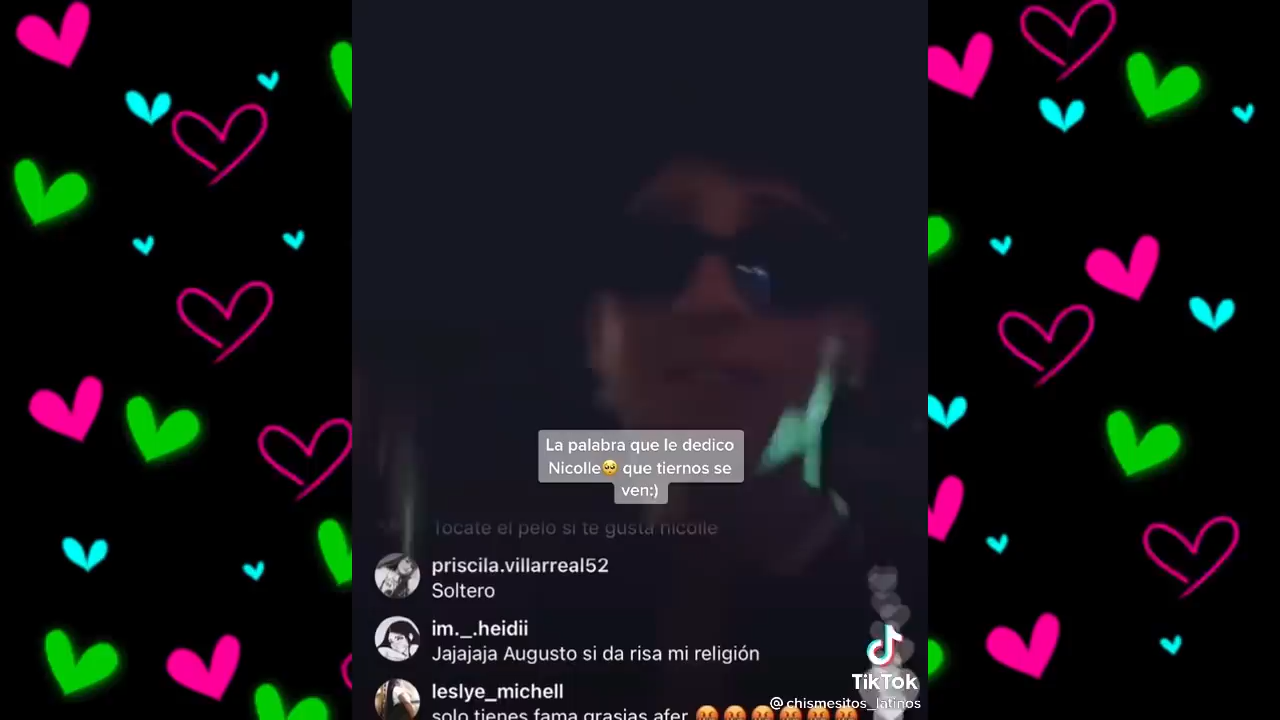 La palabra que le dedico
Nicolle🥺 que tiernos se
ven:)
Tocate el pelo si te gusta nicolle
priscila.villarreal52
Soltero
im._.heidii
Jajajaja Augusto si da risa mi religión
leslye_michell
solo tienes fama grasias afer 😡😡😡😡😡😡
TikTok
@chismesitos_latinos